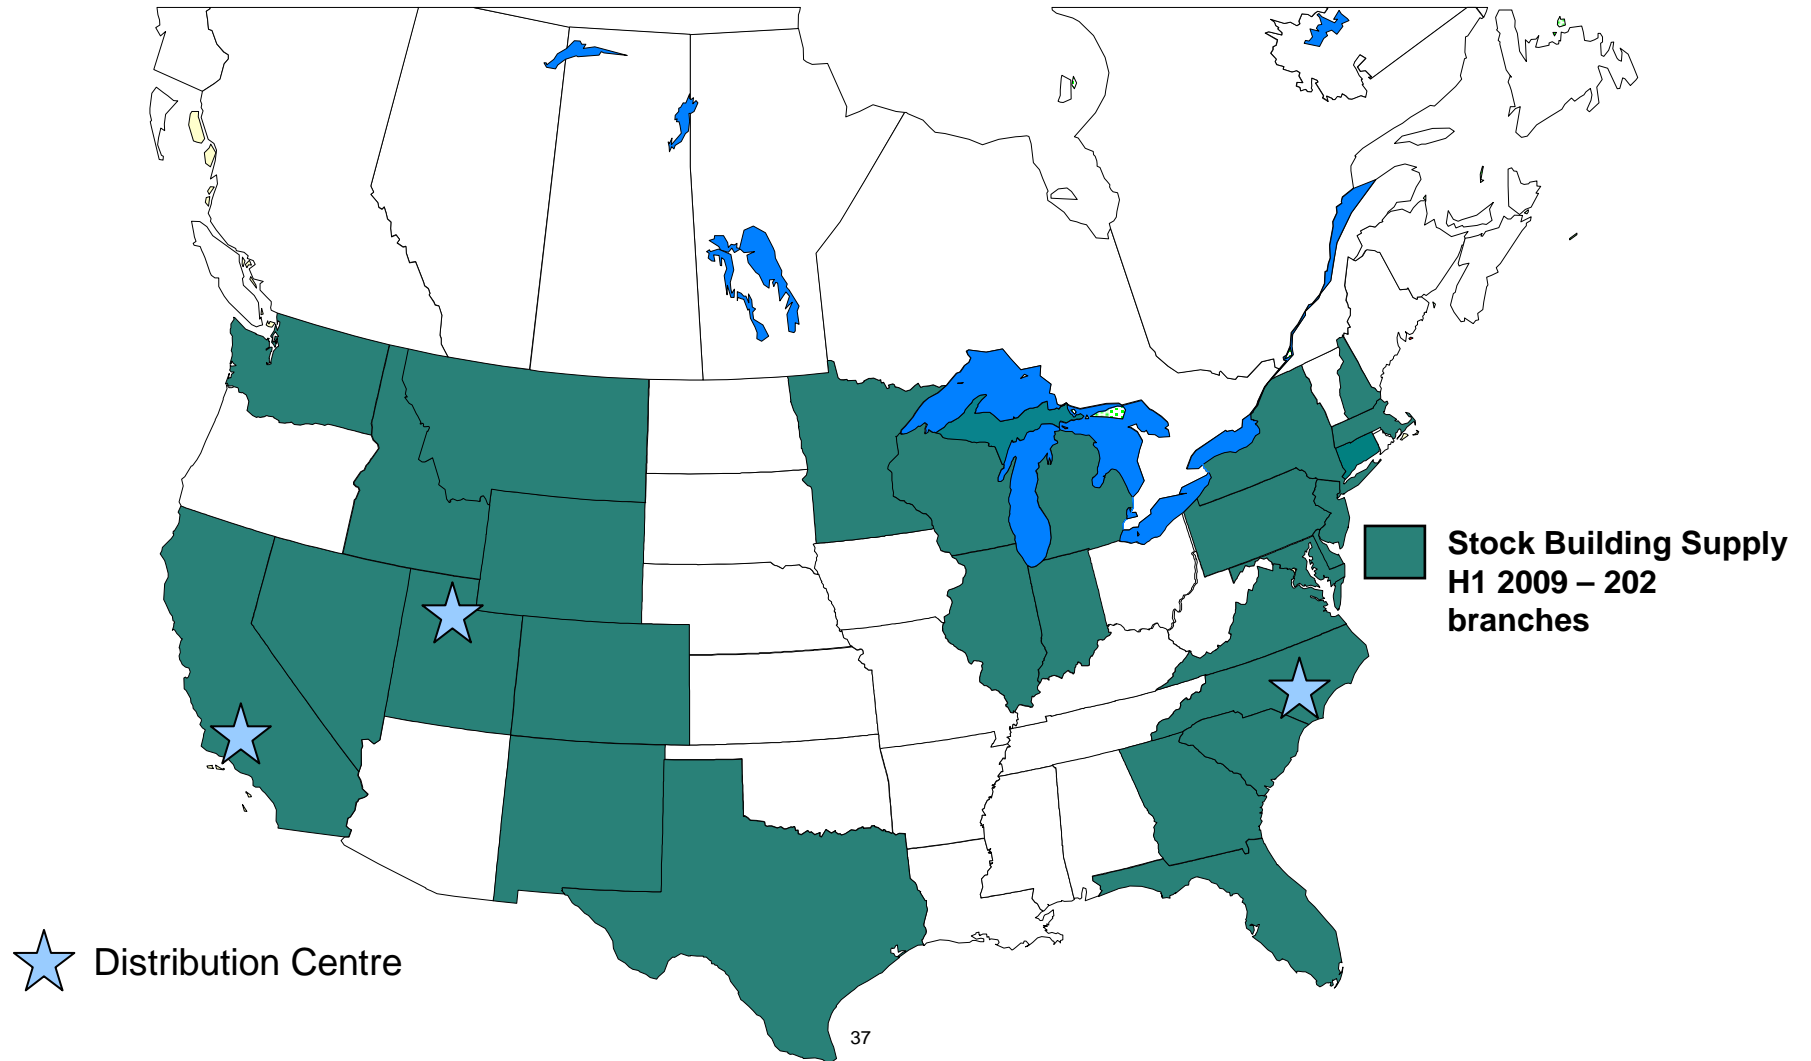 Stock Building Supply
H1 2009 – 202
branches
Distribution Centre
37